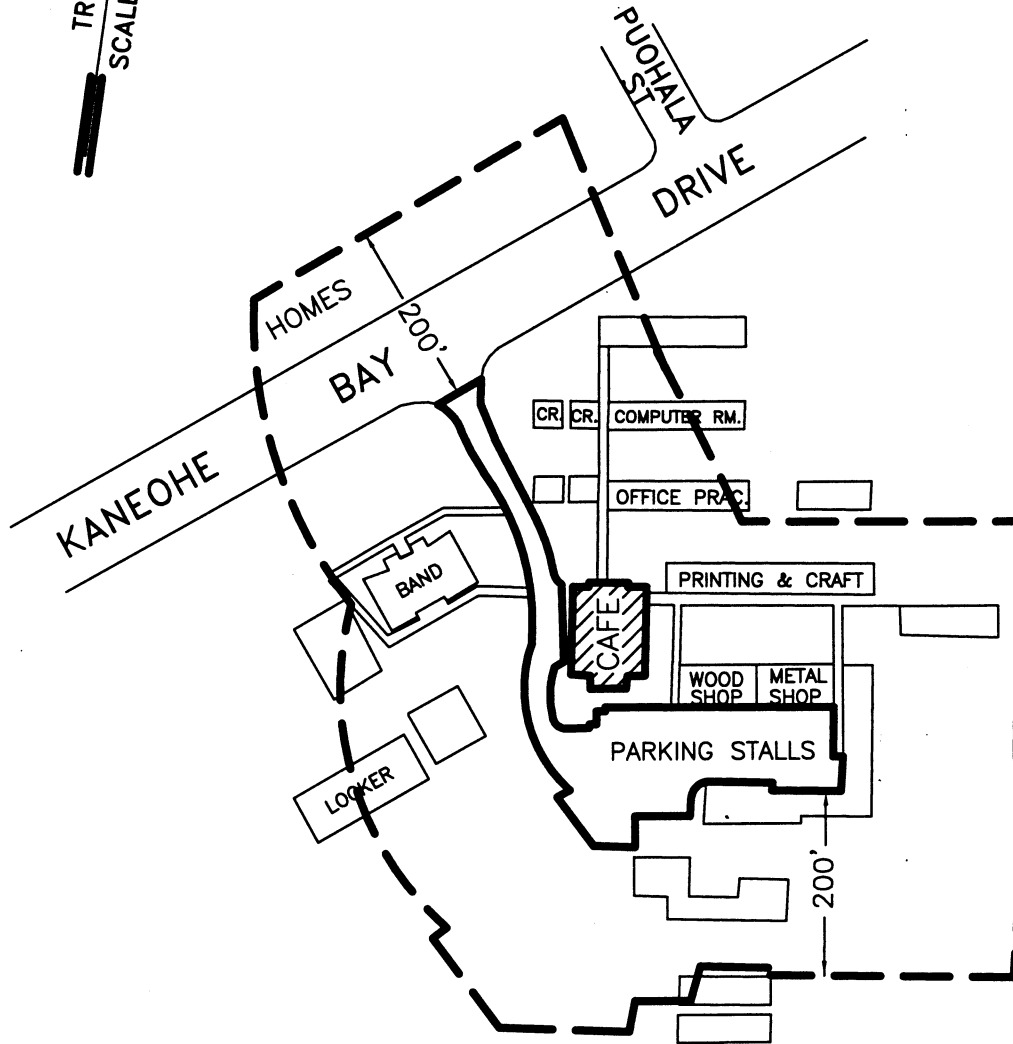 TR
SCALE
PUOHALA
ST
KANEOHE BAY DRIVE
HOMES
200'
CR.
CR.
COMPUTER RM.
OFFICE PRAC.
BAND
PRINTING & CRAFT
CAFE
WOOD
SHOP
METAL
SHOP
PARKING STALLS
LOCKER
200'